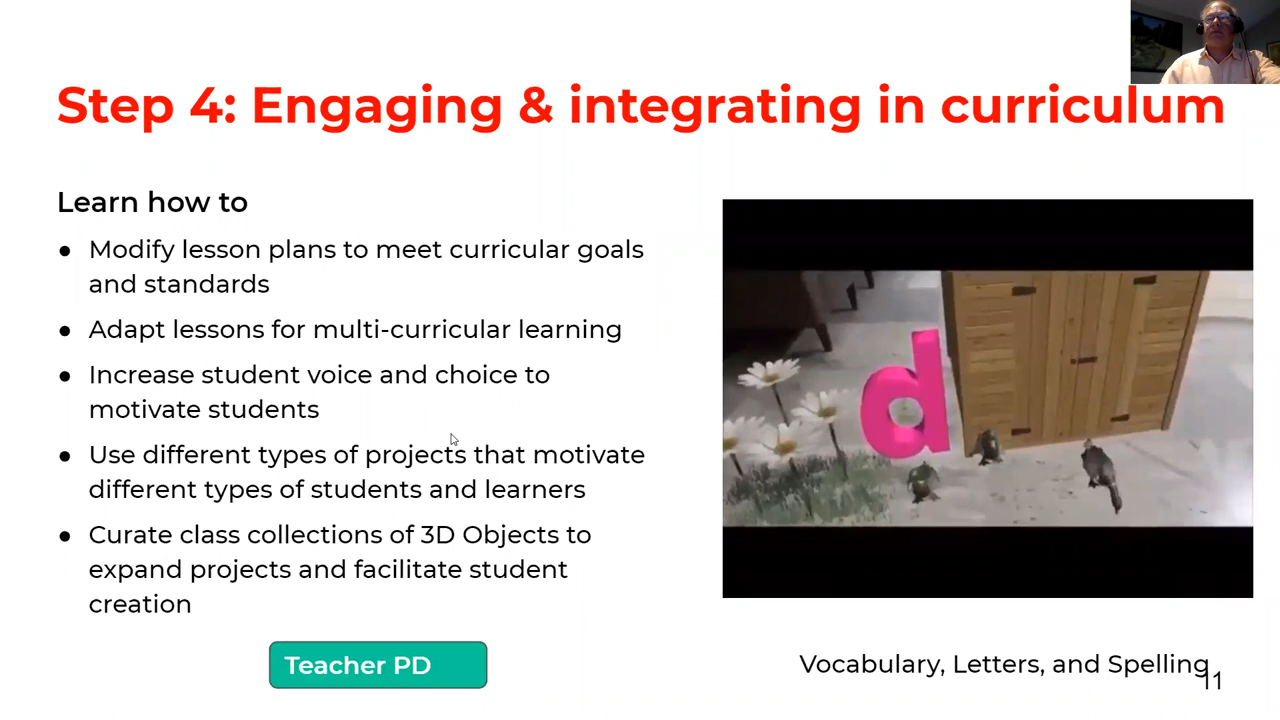 Step 4: Engaging & integrating in curriculum
Learn how to
● Modify lesson plans to meet curricular goals
and standards
● Adapt lessons for multi-curricular learning
● Increase student voice and choice to
motivate students
● Use different types of projects that motivate
different types of students and learners
● Curate class collections of 3D Objects to
expand projects and facilitate student
creation
d
Teacher PD
Vocabulary, Letters, and Spelling
11